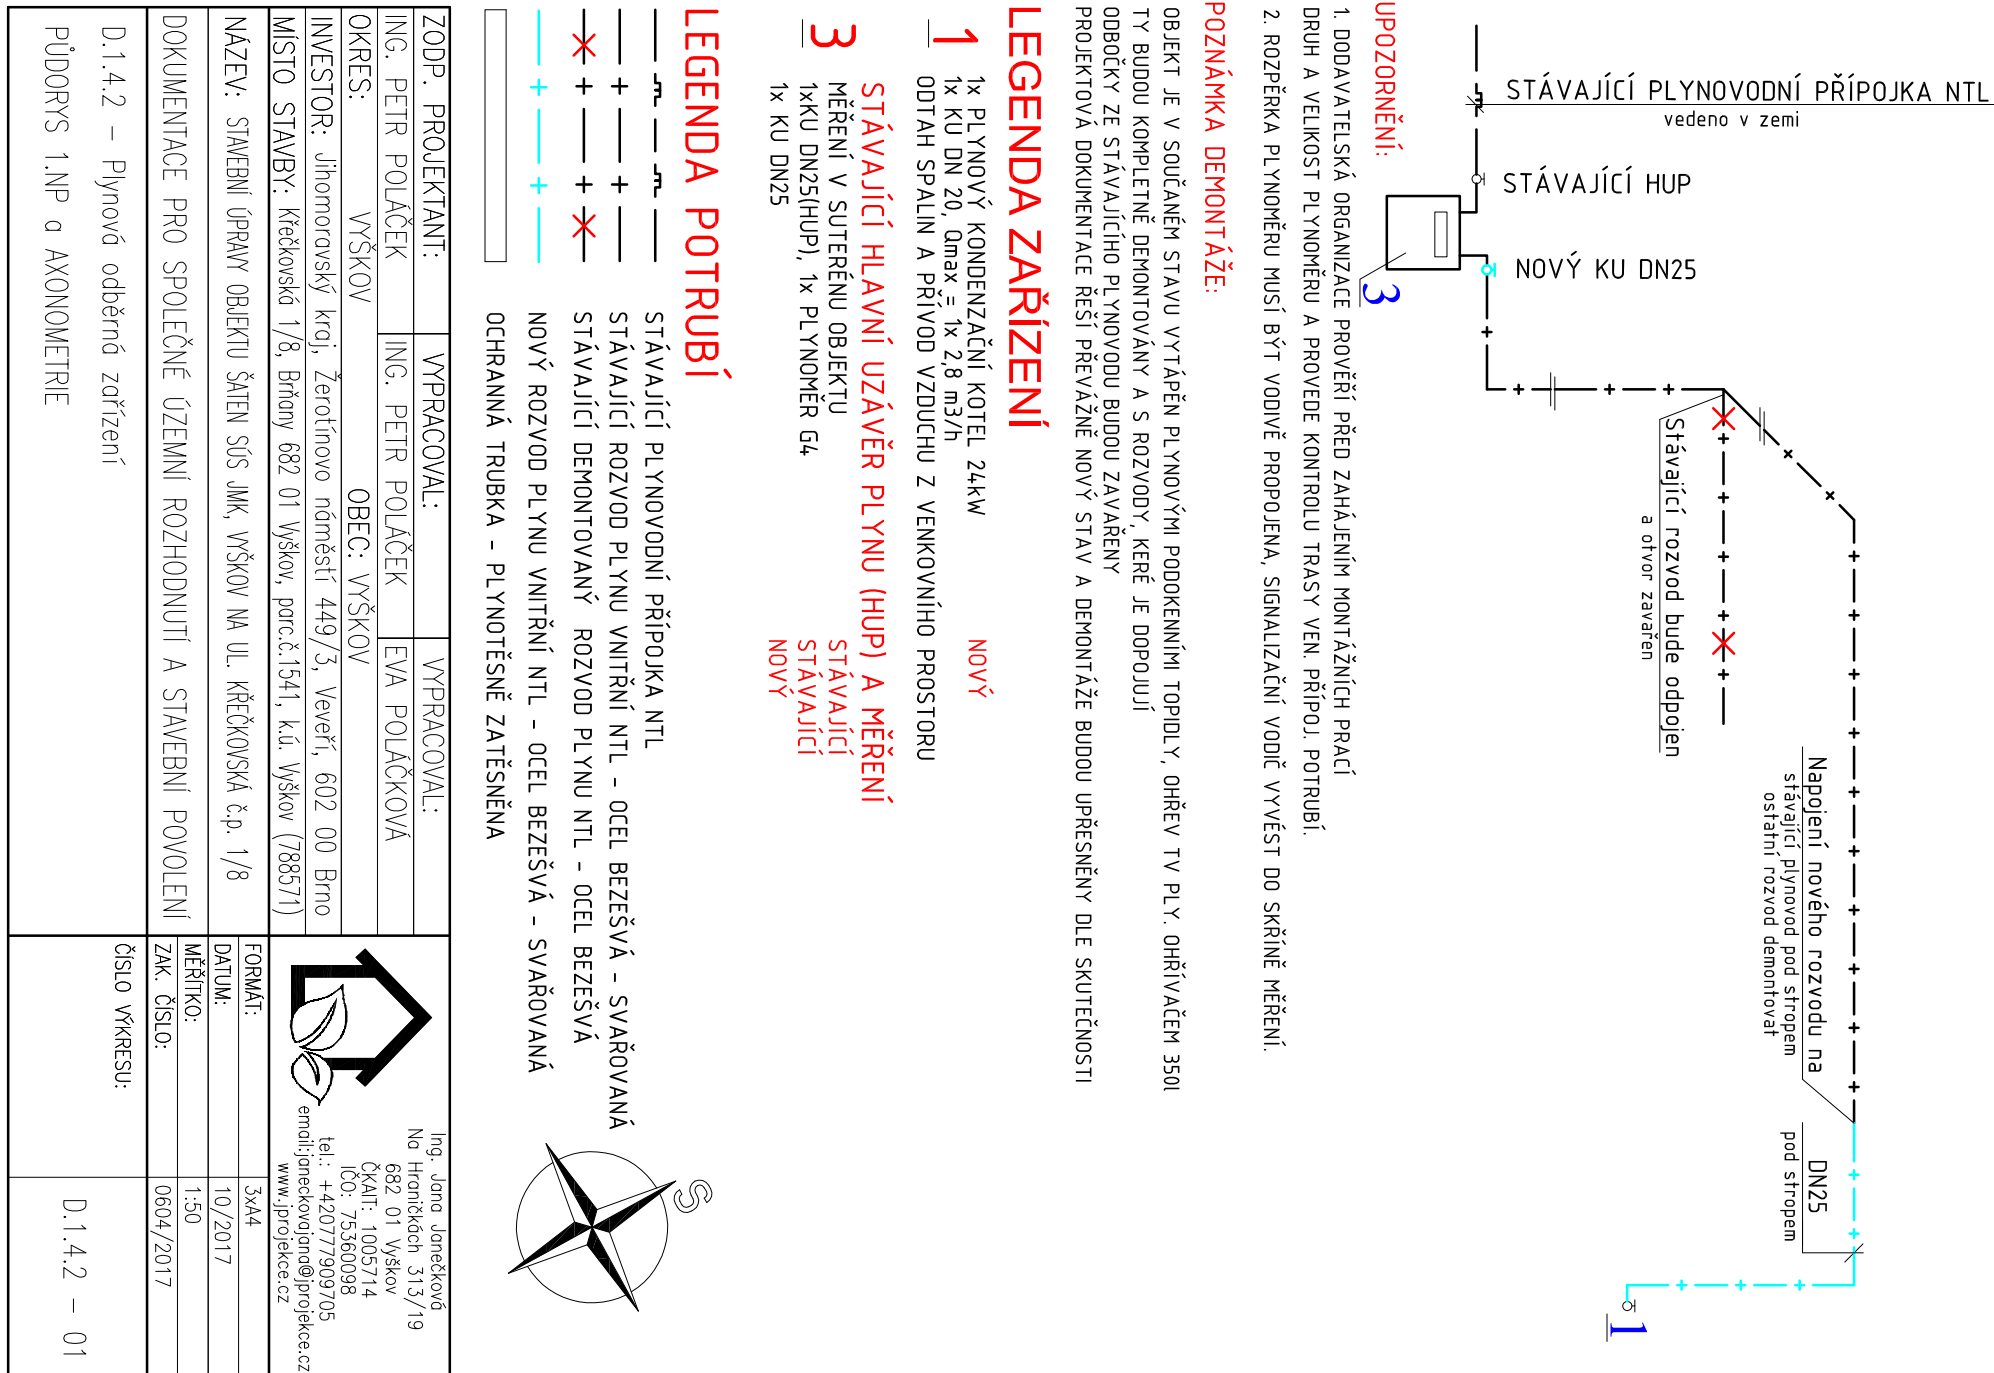 STÁVAJÍCÍ PLYNOVODNÍ PŘÍPOJKA NTL
vedeno v zemi
STÁVAJÍCÍ HUP
NOVÝ KU DN25
3
Stávající rozvod bude odpojen
a otvor zavařen
Napojení nového rozvodu na
stávající plynovod pod stropem
ostatní rozvod demontovat
DN25
pod stropem
1
UPOZORNĚNÍ:
1. DODAVATELSKÁ ORGANIZACE PROVĚŘÍ PŘED ZAHÁJENÍM MONTÁŽNÍCH PRACÍ
DRUH A VELIKOST PLYNOMĚRU A PROVEDE KONTROLU TRASY VEN. PŘÍPOJ. POTRUBÍ.
2. ROZPĚRKA PLYNOMĚRU MUSÍ BÝT VODIVĚ PROPOJENA, SIGNALIZAČNÍ VODIČ VYVÉST DO SKŘÍNĚ MĚŘENÍ.
POZNÁMKA DEMONTÁŽE:
OBJEKT JE V SOUČANÉM STAVU VYTÁPĚN PLYNOVÝMI PODOKENNÍMI TOPIDLY, OHŘEV TV PLY. OHŘÍVAČEM 350l
TY BUDOU KOMPLETNĚ DEMONTOVÁNY A S ROZVODY, KERÉ JE DOPOJUJÍ
ODBOČKY ZE STÁVAJÍCÍHO PLYNOVODU BUDOU ZAVAŘENY
PROJEKTOVÁ DOKUMENTACE ŘEŠÍ PŘEVÁŽNĚ NOVÝ STAV A DEMONTÁŽE BUDOU UPŘESNĚNY DLE SKUTEČNOSTI
LEGENDA ZAŘÍZENÍ
1
1x PLYNOVÝ KONDENZAČNÍ KOTEL 24kW NOVÝ
1x KU DN 20, Qmax = 1x 2,8 m3/h
ODTAH SPALIN A PŘÍVOD VZDUCHU Z VENKOVNÍHO PROSTORU
STÁVAJÍCÍ HLAVNÍ UZÁVĚR PLYNU (HUP) A MĚŘENÍ
3
MĚŘENÍ V SUTERÉNU OBJEKTU STÁVAJÍCÍ
1xKU DN25(HUP), 1x PLYNOMĚR G4 STÁVAJÍCÍ
1x KU DN25 NOVÝ
LEGENDA POTRUBÍ
STÁVAJÍCÍ PLYNOVODNÍ PŘÍPOJKA NTL
STÁVAJÍCÍ ROZVOD PLYNU VNITŘNÍ NTL - OCEL BEZEŠVÁ - SVAŘOVANÁ
STÁVAJÍCÍ DEMONTOVANÝ ROZVOD PLYNU NTL - OCEL BEZEŠVÁ
NOVÝ ROZVOD PLYNU VNITŘNÍ NTL - OCEL BEZEŠVÁ - SVAŘOVANÁ
OCHRANNÁ TRUBKA - PLYNOTĚSNĚ ZATĚSNĚNA
S
ZODP. PROJEKTANT: VYPRACOVAL: VYPRACOVAL:
ING. PETR POLÁČEK ING. PETR POLÁČEK EVA POLÁČKOVÁ
OKRES: VYŠKOV OBEC: VYŠKOV
INVESTOR: Jihomoravský kraj, Žerotínovo náměstí 449/3, Veveří, 602 00 Brno
MÍSTO STAVBY: Křečkovská 1/8, Brňany 682 01 Vyškov, parc.č.1541, k.ú. Vyškov (788571)
NÁZEV: STAVEBNÍ ÚPRAVY OBJEKTU ŠATEN SÚS JMK, VYŠKOV NA UL. KŘEČKOVSKÁ č.p. 1/8
DOKUMENTACE PRO SPOLEČNÉ ÚZEMNÍ ROZHODNUTÍ A STAVEBNÍ POVOLENÍ
D.1.4.2 - Plynová odběrná zařízení
PŮDORYS 1.NP a AXONOMETRIE
Ing. Jana Janečková
Na Hraničkách 313/19
682 01 Vyškov
ČKAIT: 1005714
IČO: 75360098
tel.: +420777909705
email:janeckovajana@jprojekce.cz
www.jprojekce.cz
FORMÁT: 3xA4
DATUM: 10/2017
MĚŘÍTKO: 1:50
ZAK. ČÍSLO: 0604/2017
ČÍSLO VÝKRESU:
D.1.4.2 - 01